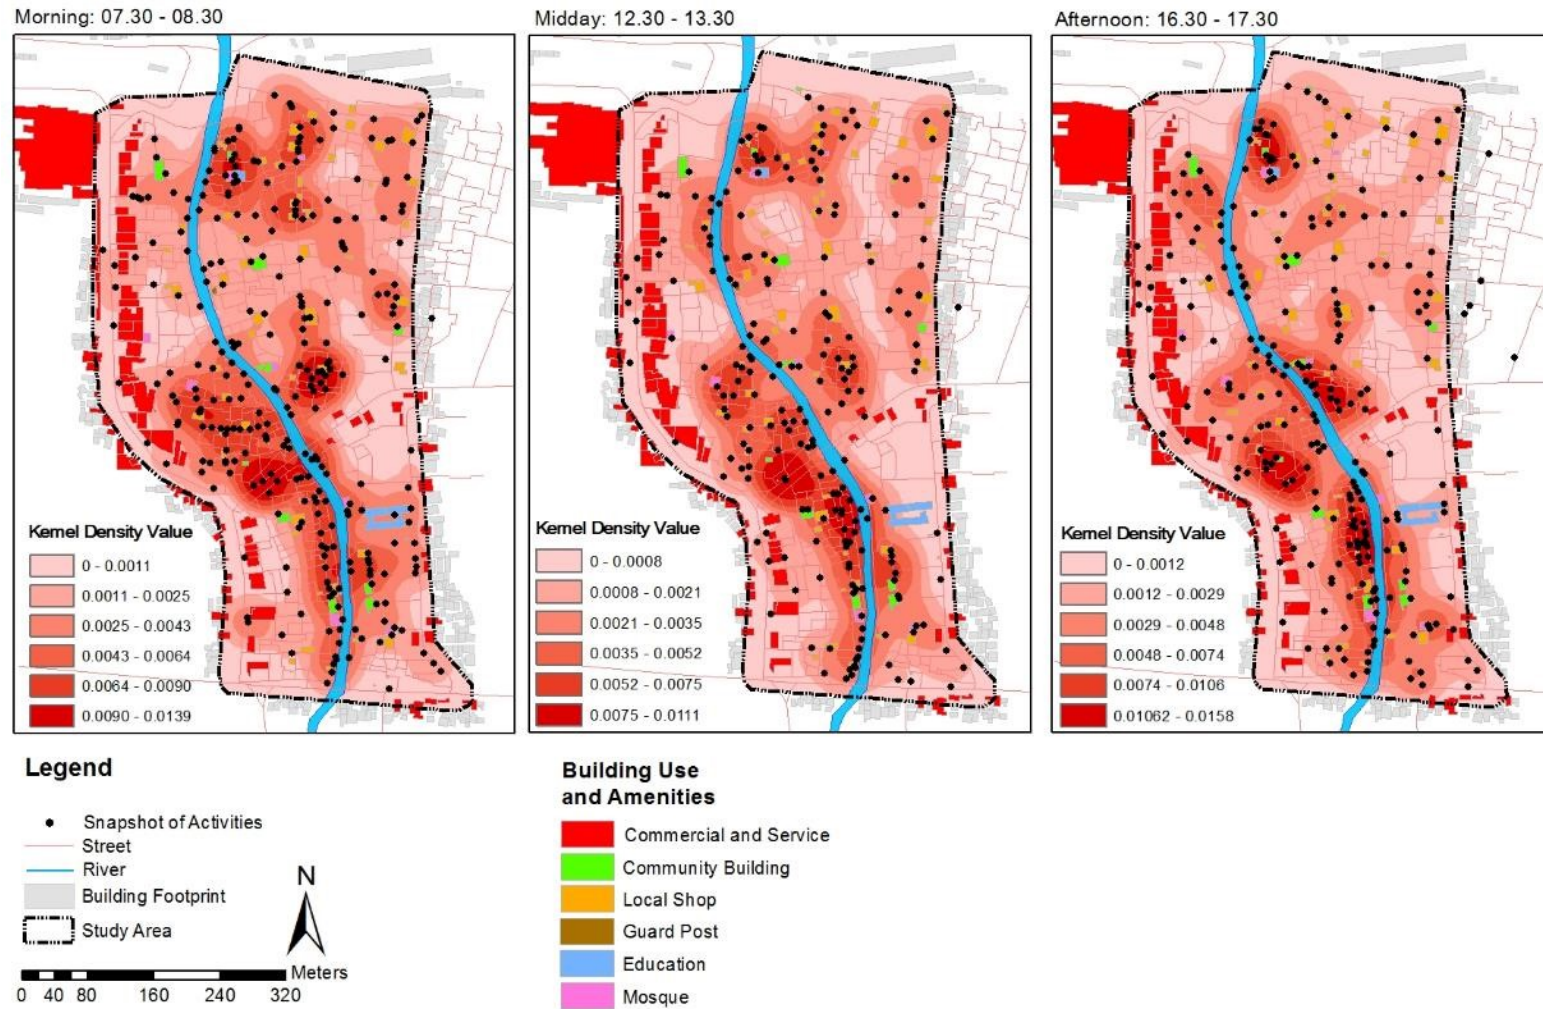 Morning: 07.30 - 08.30
Midday: 12.30 - 13.30
Afternoon: 16.30 - 17.30
Kernel Density Value
0 - 0.0011
0.0011 - 0.0025
0.0025 - 0.0043
0.0043 - 0.0064
0.0064 - 0.0090
0.0090 - 0.0139
Kernel Density Value
0 - 0.0008
0.0008 - 0.0021
0.0021 - 0.0035
0.0035 - 0.0052
0.0052 - 0.0075
0.0075 - 0.0111
Kernel Density Value
0 - 0.0012
0.0012 - 0.0029
0.0029 - 0.0048
0.0048 - 0.0074
0.0074 - 0.0106
0.01062 - 0.0158
Legend
Snapshot of Activities
Street
River
Building Footprint
Study Area
N
Meters
0 40 80 160 240 320
Building Use
and Amenities
Commercial and Service
Community Building
Local Shop
Guard Post
Education
Mosque